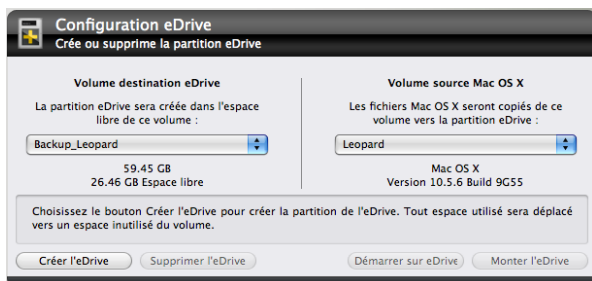 Configuration eDrive
Crée ou supprime la partition eDrive
Volume destination eDrive
La partition eDrive sera créée dans l'espace
libre de ce volume :
Backup_Leopard
59.45 GB
26.46 GB Espace libre
Volume source Mac OS X
Les fichiers Mac OS X seront copiés de ce
volume vers la partition eDrive :
Leopard
Mac OS X
Version 10.5.6 Build 9G55
Choisissez le bouton Créer l'eDrive pour créer la partition de l'eDrive. Tout espace utilisé sera déplacé
vers un espace inutilisé du volume.
Créer l'eDrive
Supprimer l'eDrive
Démarrer sur eDrive
Monter l'eDrive